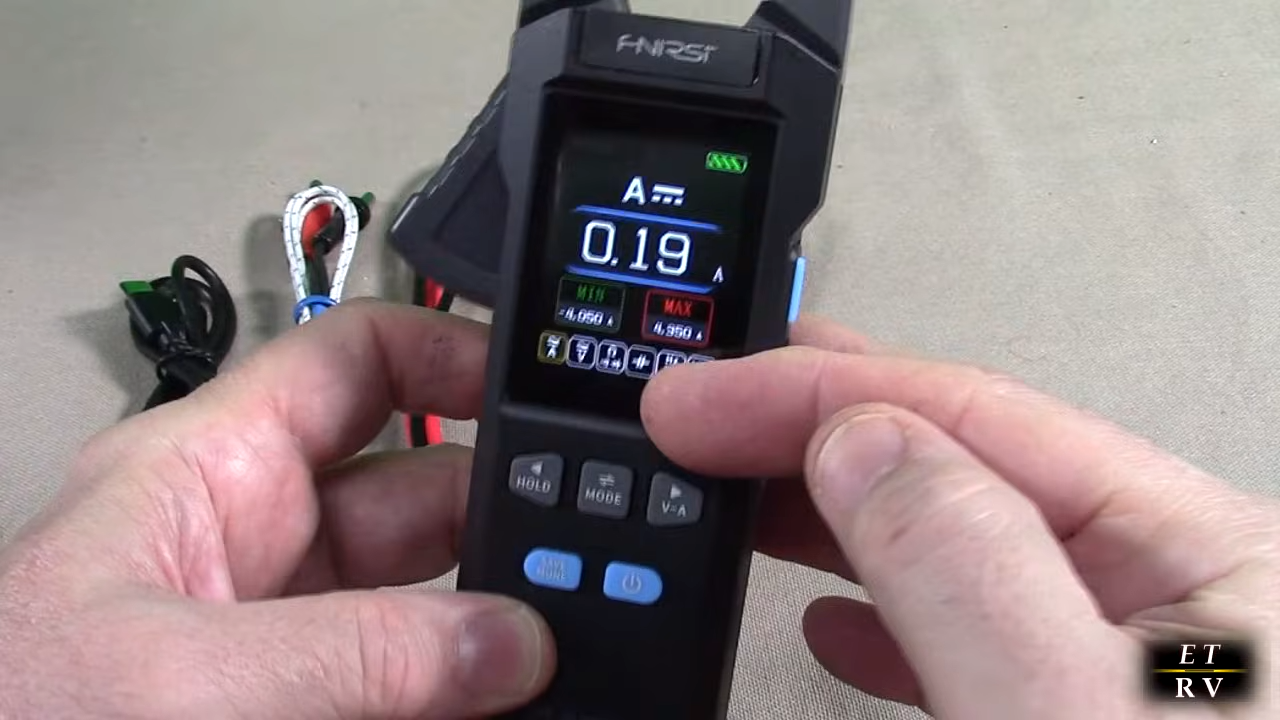 FNIRSI
A
0.19 A
MIN MAX
-4.050 A 4.950 A
HOLD MODE V=A
ET
RV